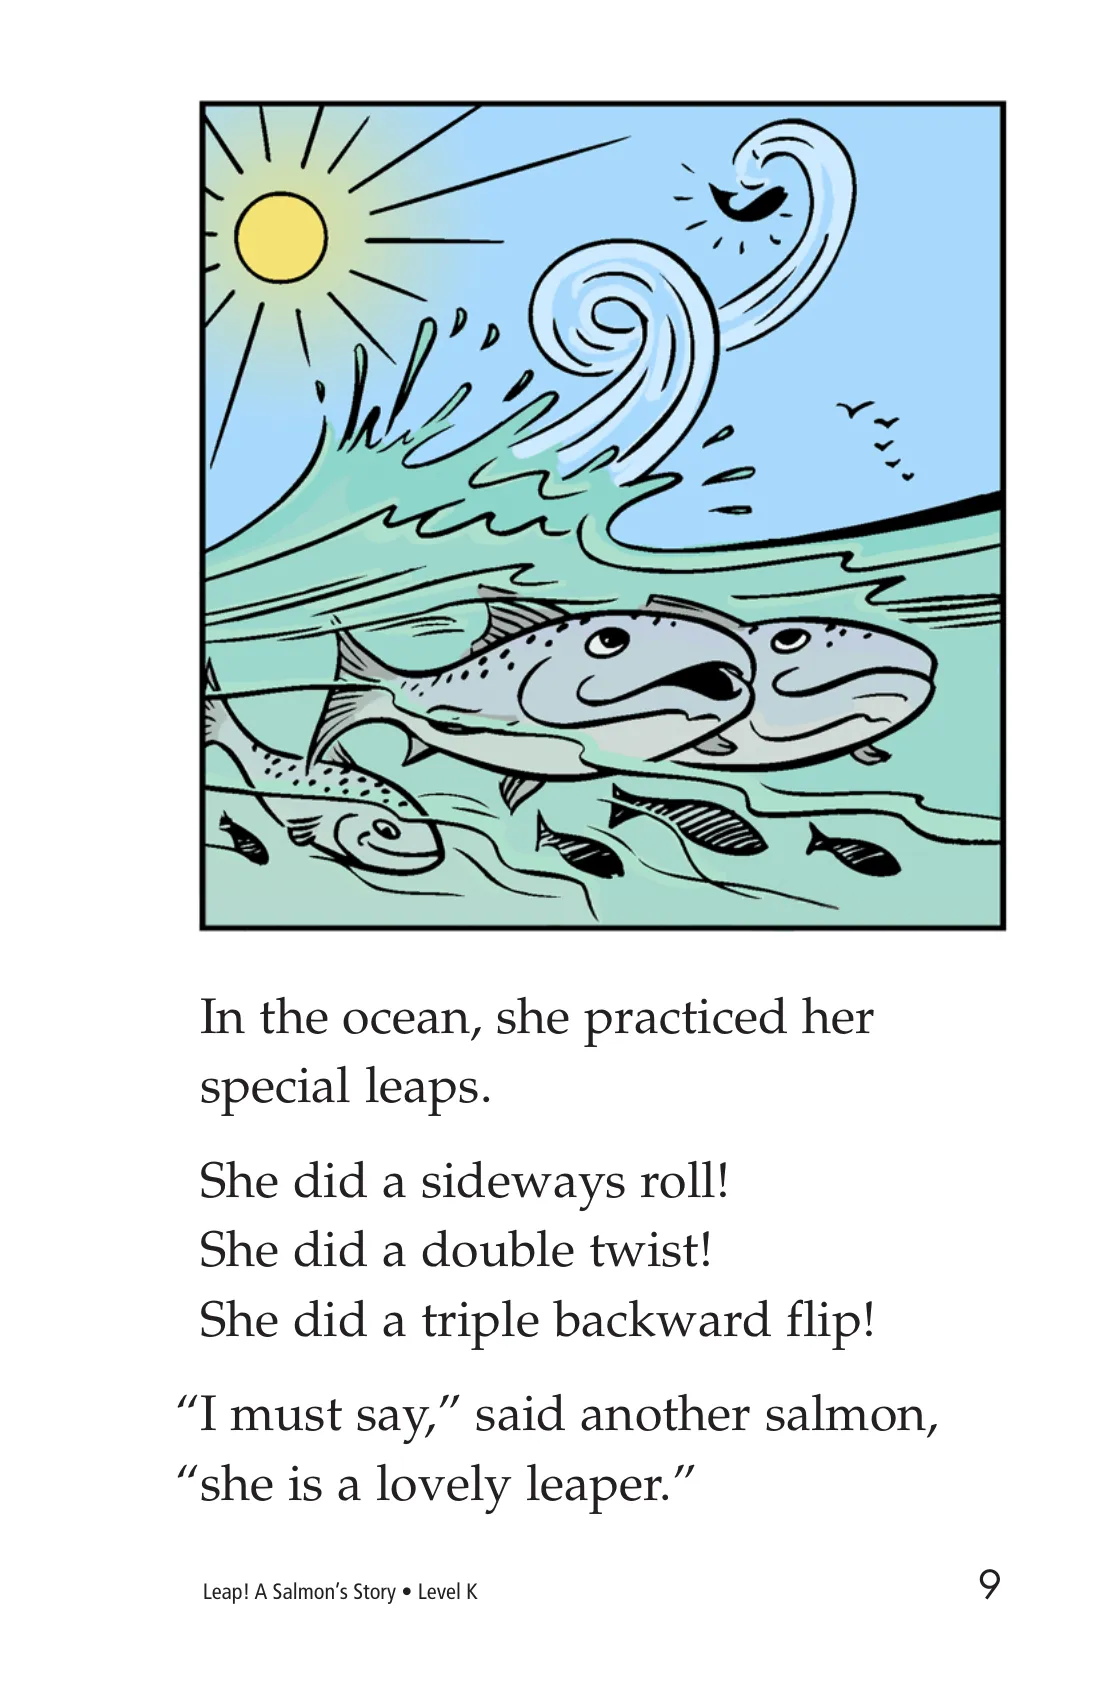 In the ocean, she practiced her
special leaps.
She did a sideways roll!
She did a double twist!
She did a triple backward flip!
“I must say,” said another salmon,
“she is a lovely leaper.”
Leap! A Salmon’s Story • Level K
9